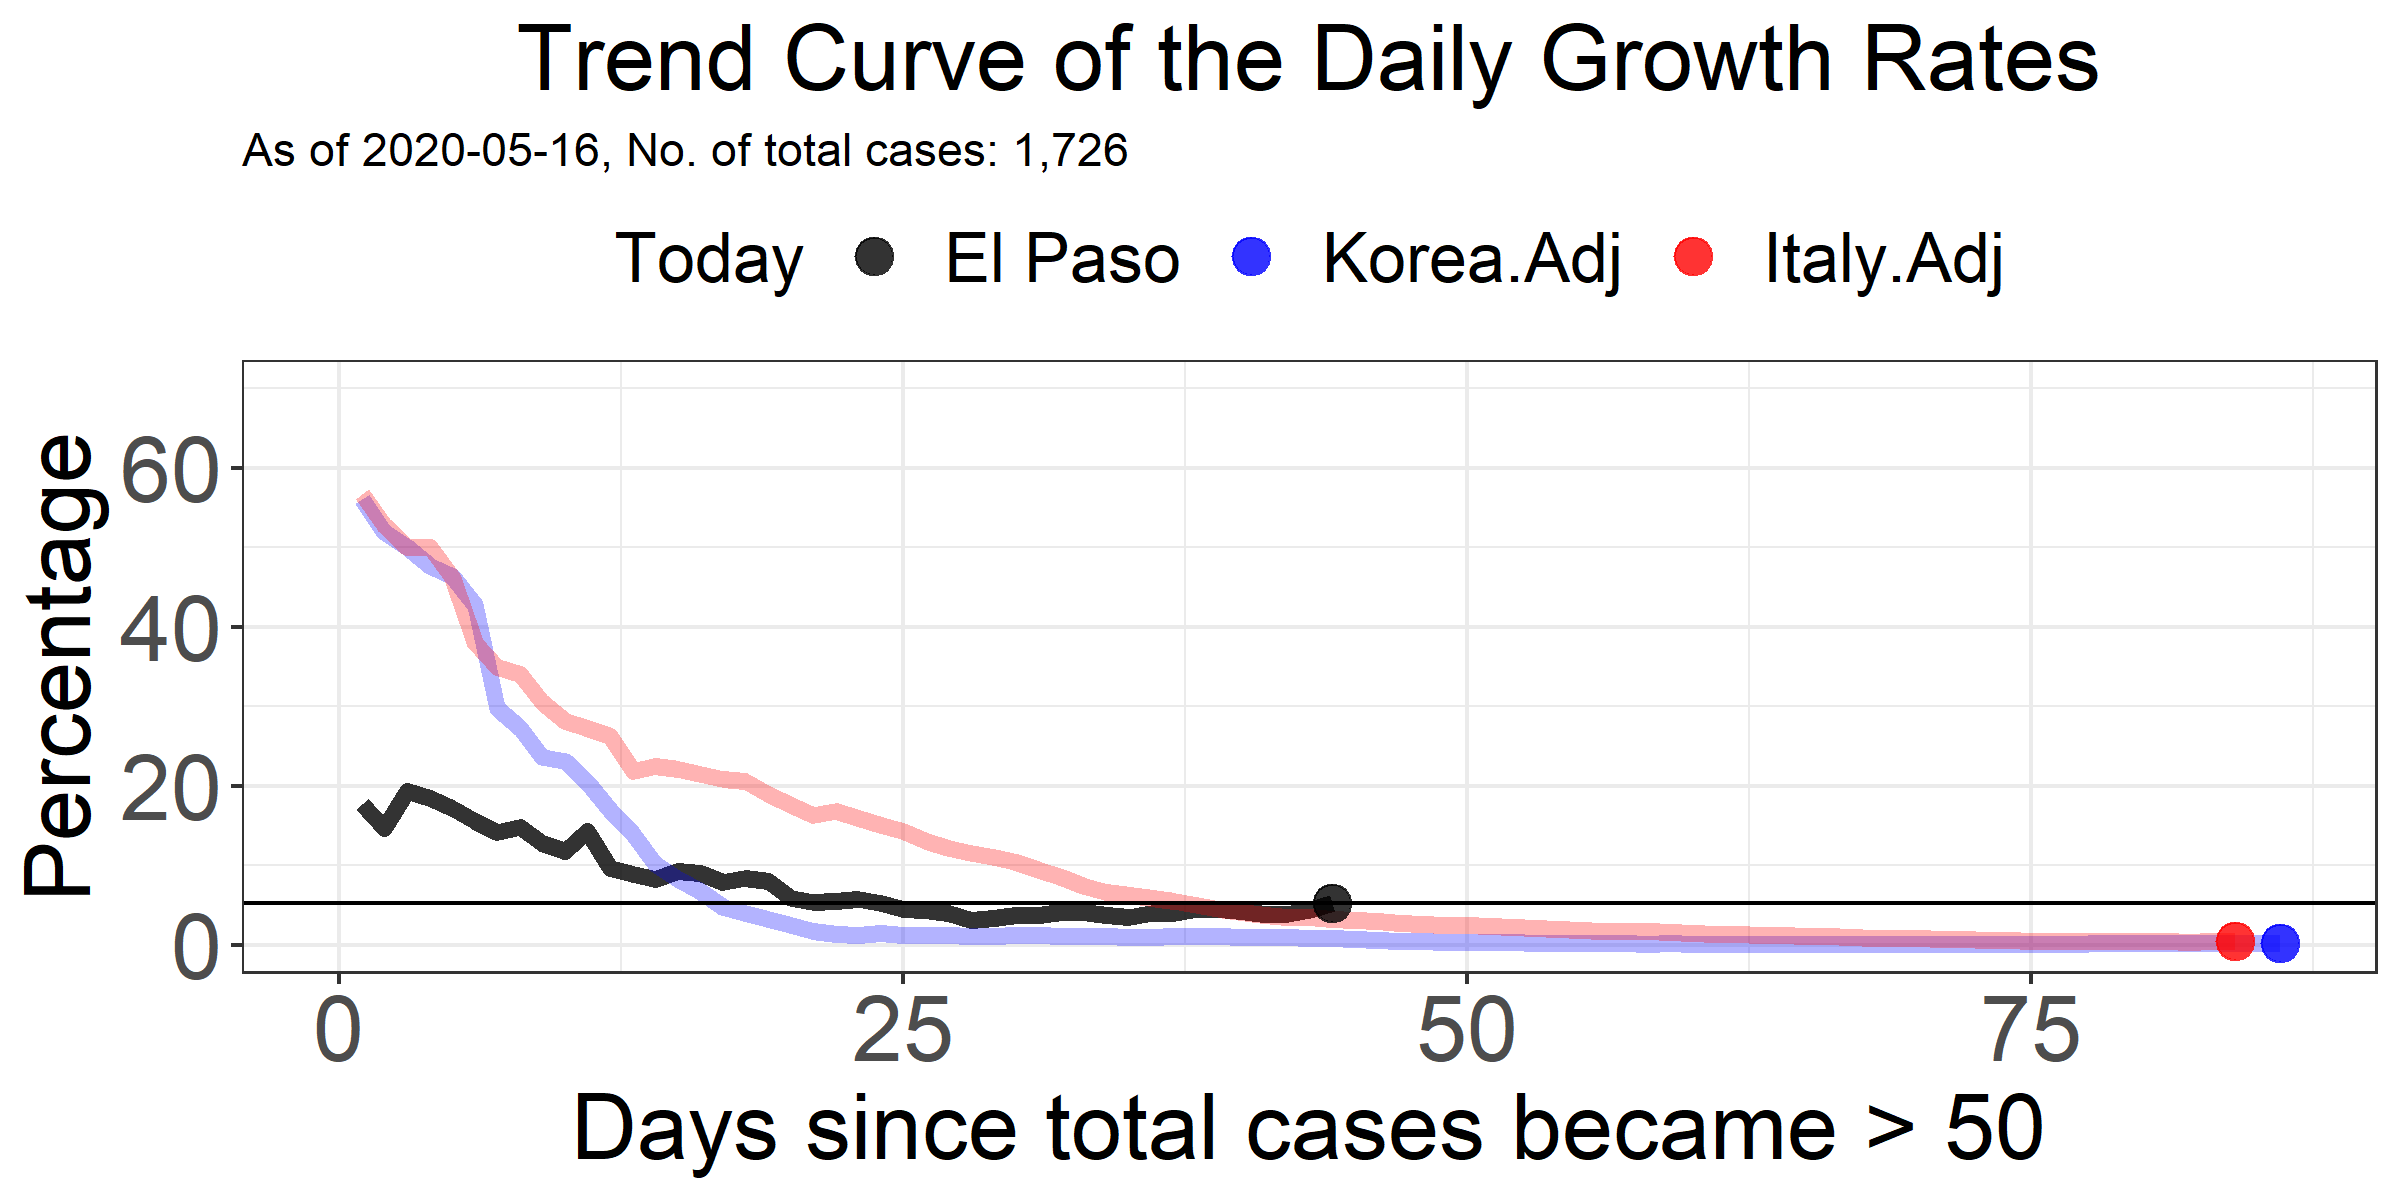 Trend Curve of the Daily Growth Rates
As of 2020-05-16, No. of total cases: 1,726
Today El Paso Korea.Adj Italy.Adj
Percentage
60
40
20
0
0 25 50 75
Days since total cases became > 50